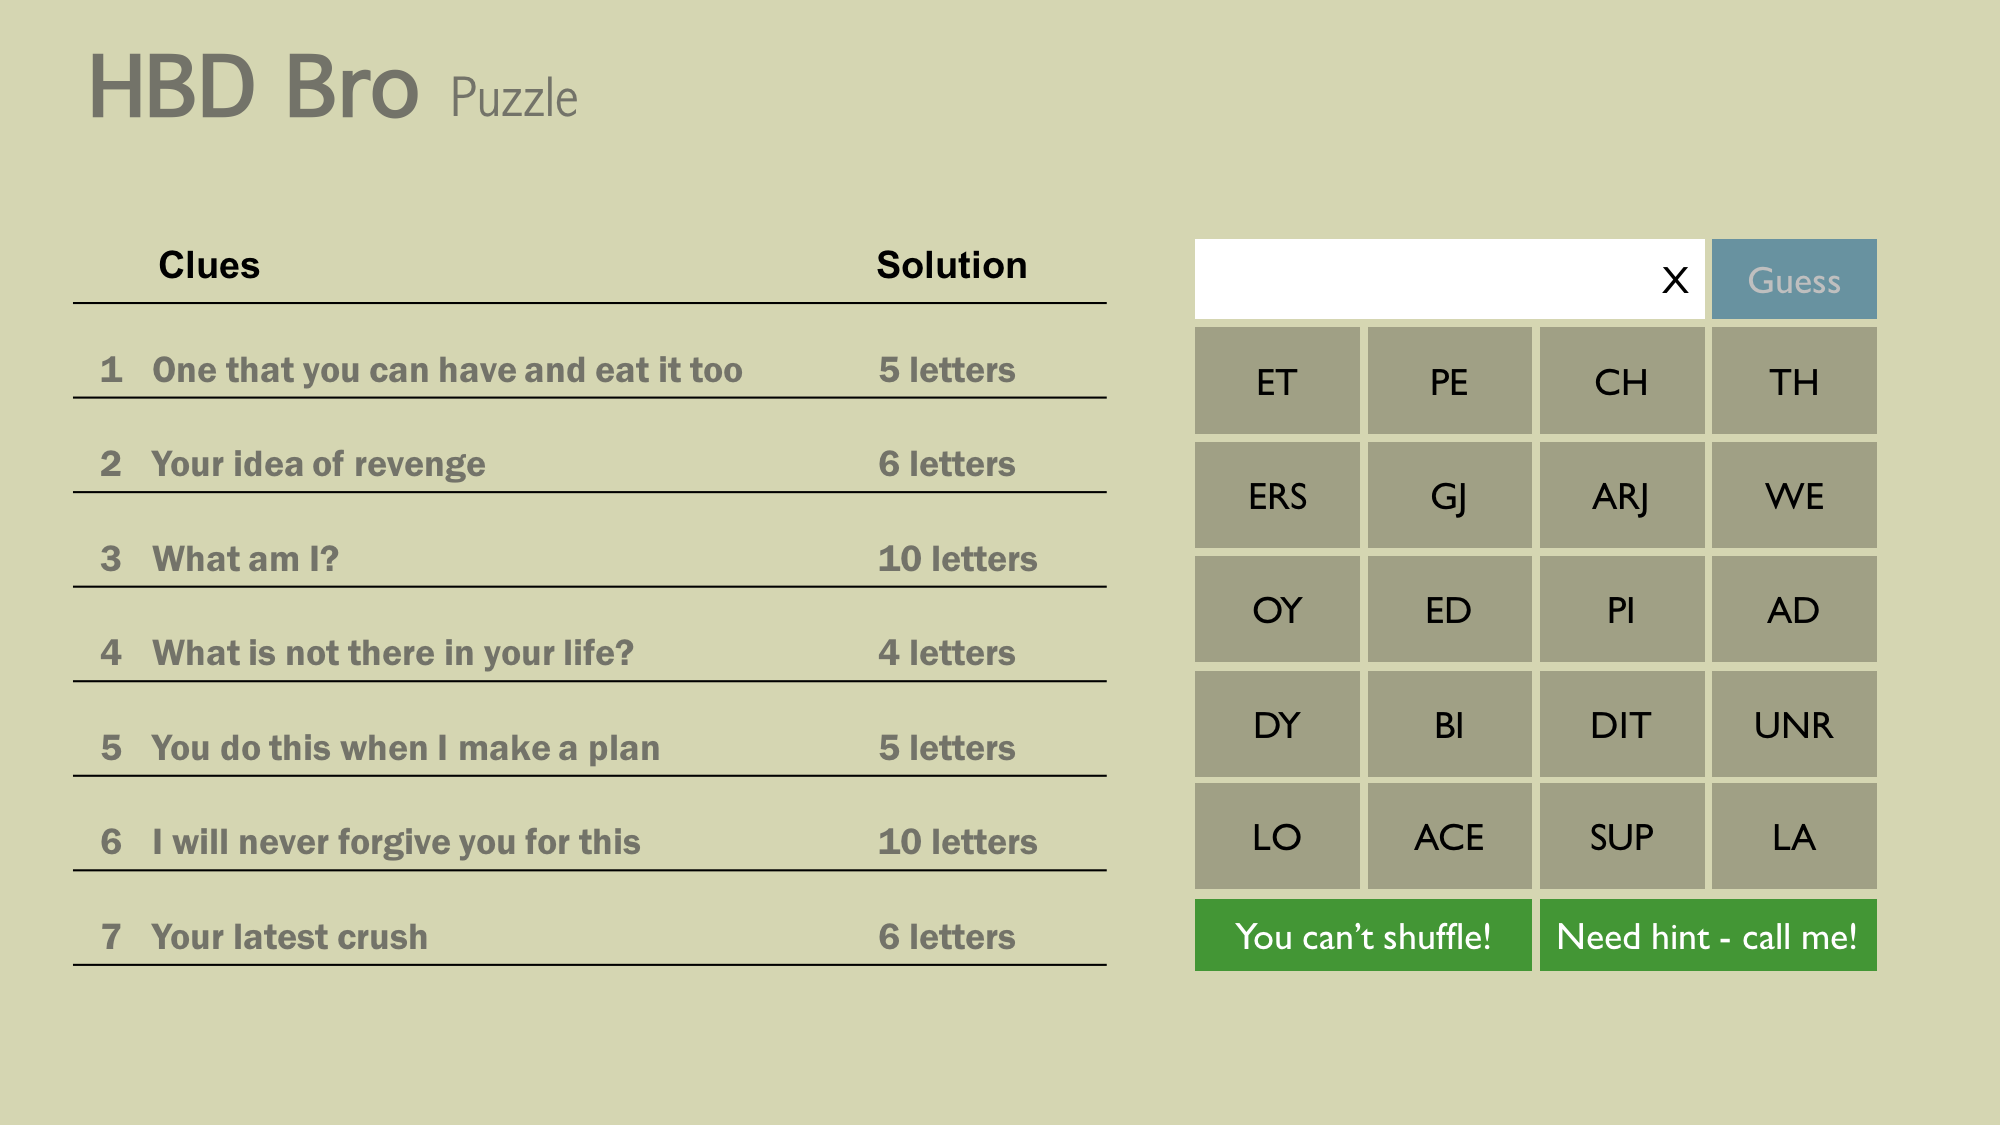 HBD Bro Puzzle
Clues Solution
1 One that you can have and eat it too 5 letters
2 Your idea of revenge 6 letters
3 What am I? 10 letters
4 What is not there in your life? 4 letters
5 You do this when I make a plan 5 letters
6 I will never forgive you for this 10 letters
7 Your latest crush 6 letters
X Guess
ET PE CH TH
ERS GJ ARJ WE
OY ED PI AD
DY BI DIT UNR
LO ACE SUP LA
You can’t shuffle! Need hint - call me!